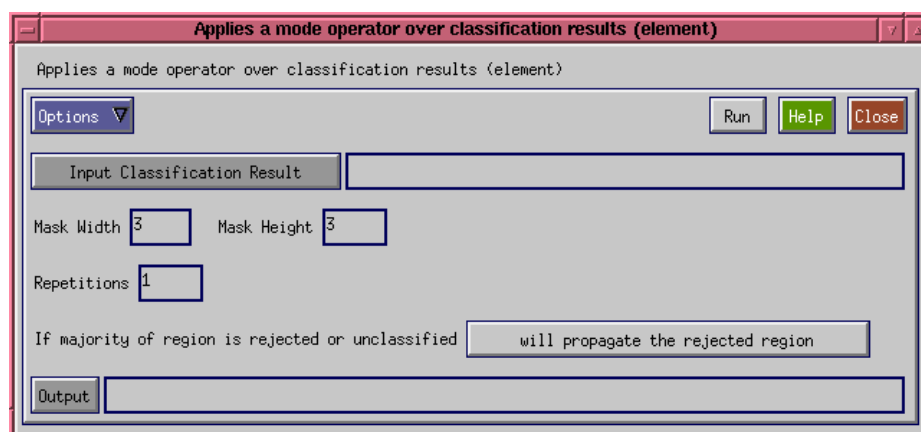 Applies a mode operator over classification results (element)
Applies a mode operator over classification results (element)
Options Run Help Close
Input Classification Result
Mask Width 3 Mask Height 3
Repetitions 1
If majority of region is rejected or unclassified will propagate the rejected region
Output